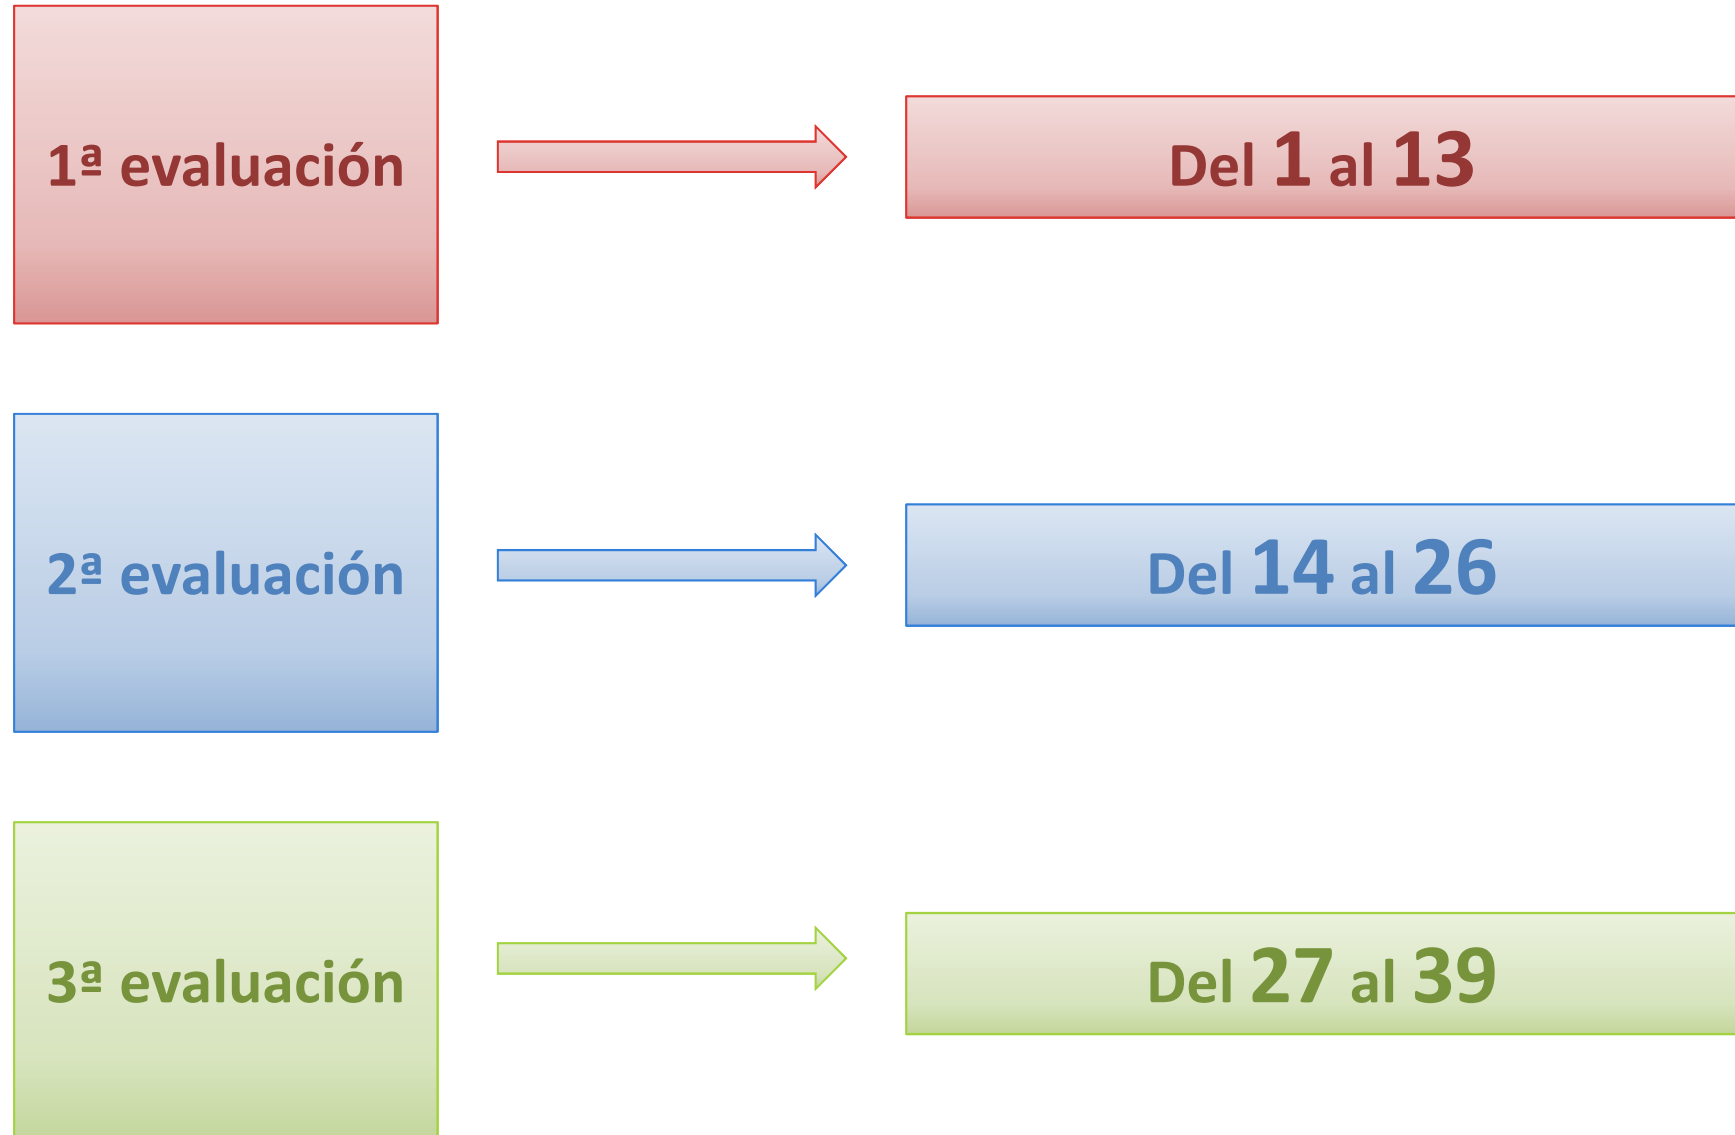 1ª evaluación
Del 1 al 13
2ª evaluación
Del 14 al 26
3ª evaluación
Del 27 al 39